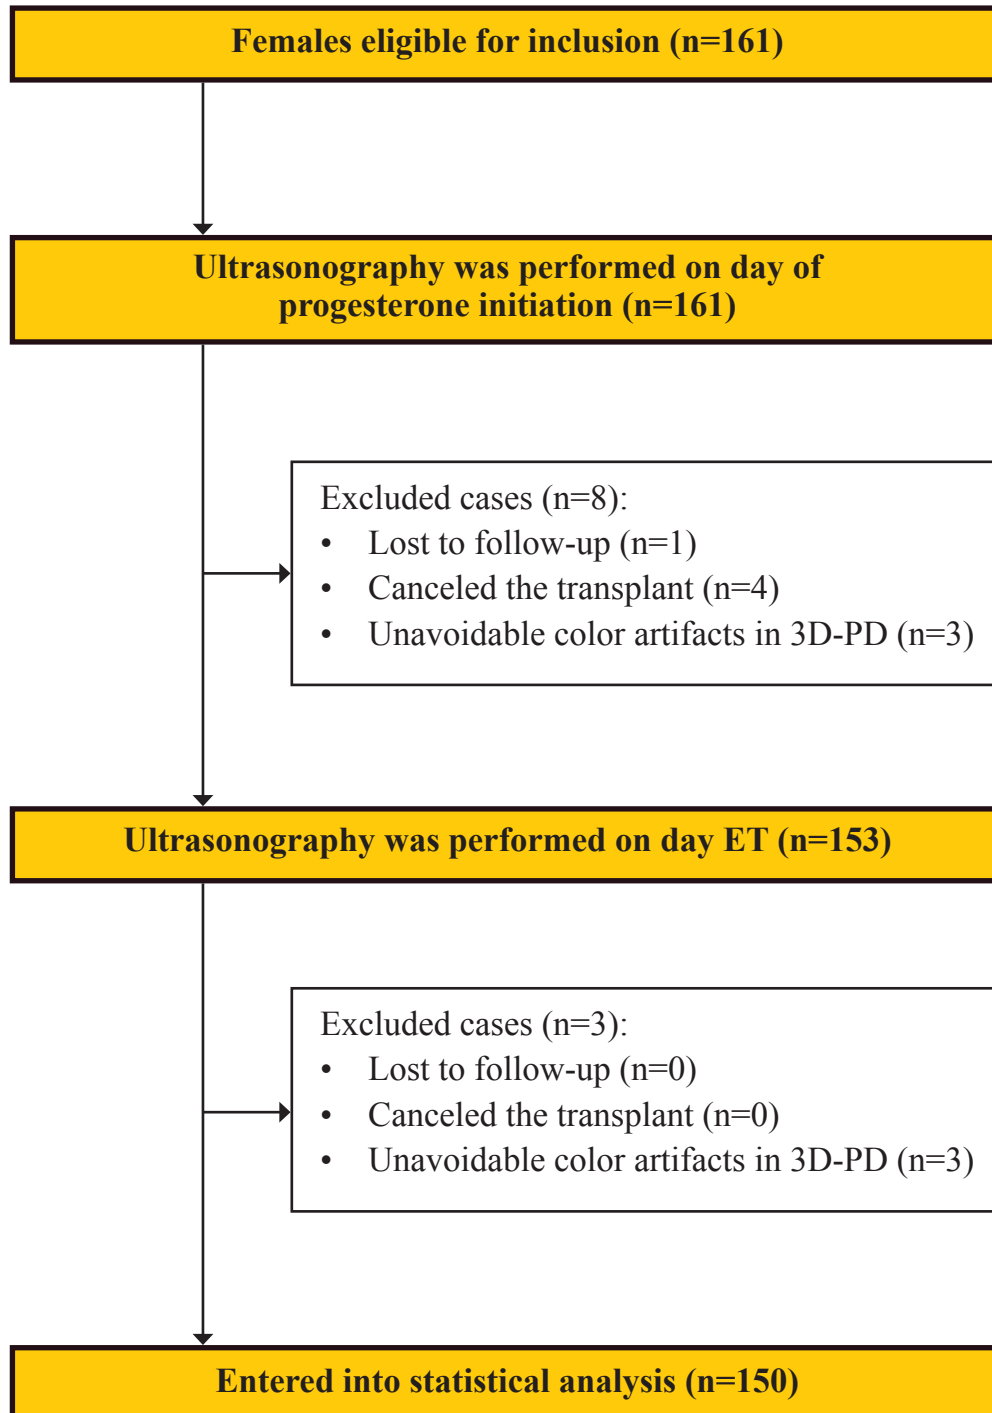 Females eligible for inclusion (n=161)
Ultrasonography was performed on day of
progesterone initiation (n=161)
Excluded cases (n=8):
• Lost to follow-up (n=1)
• Canceled the transplant (n=4)
• Unavoidable color artifacts in 3D-PD (n=3)
Ultrasonography was performed on day ET (n=153)
Excluded cases (n=3):
• Lost to follow-up (n=0)
• Canceled the transplant (n=0)
• Unavoidable color artifacts in 3D-PD (n=3)
Entered into statistical analysis (n=150)